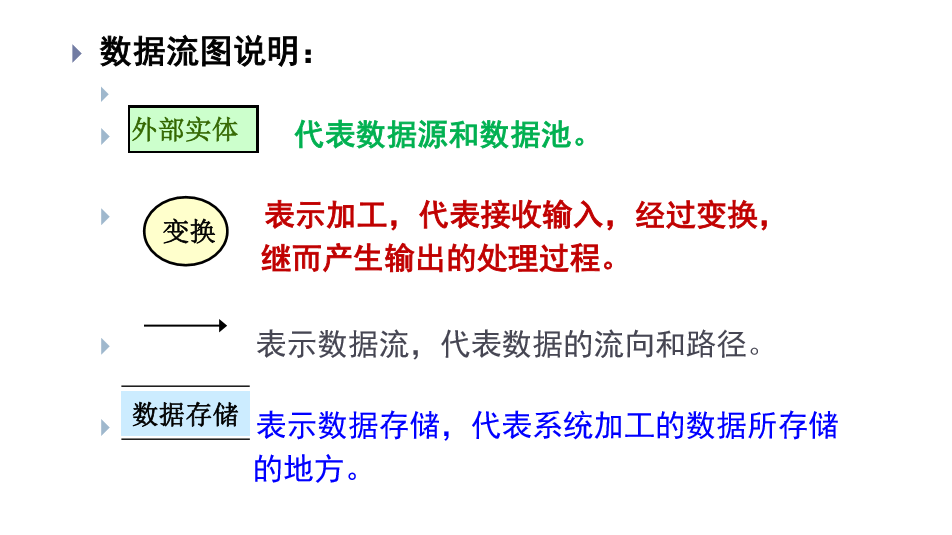 数据流图说明：
外部实体 代表数据源和数据池。
变换 表示加工，代表接收输入，经过变换，
继而产生输出的处理过程。
表示数据流，代表数据的流向和路径。
数据存储 表示数据存储，代表系统加工的数据所存储
的地方。